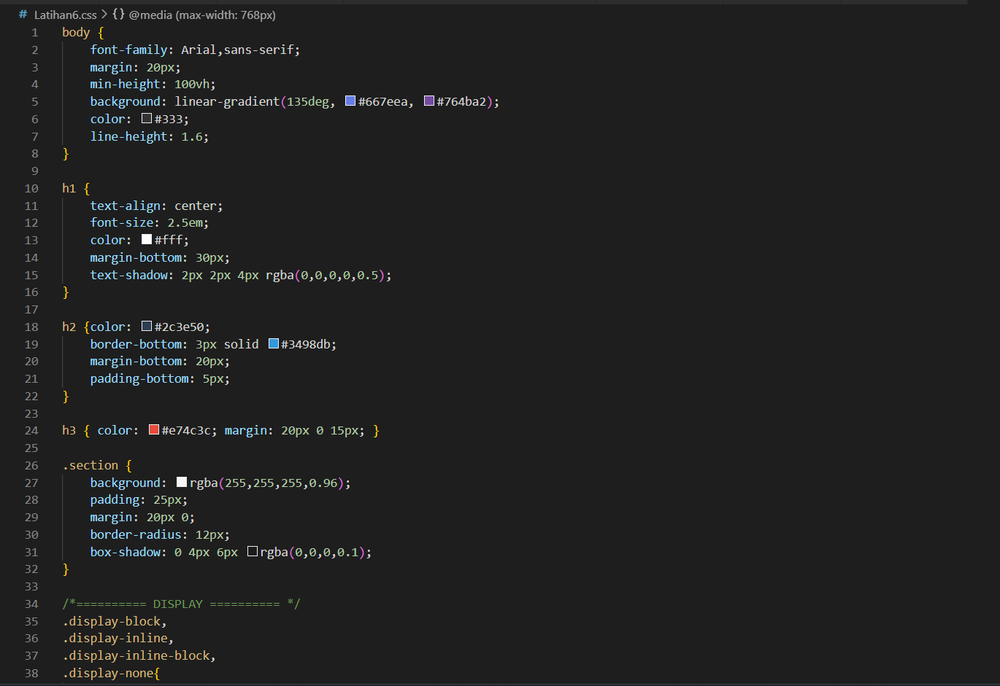 # Latihan6.css > {} @media (max-width: 768px)
1 body {
2     font-family: Arial,sans-serif;
3     margin: 20px;
4     min-height: 100vh;
5     background: linear-gradient(135deg, #667eea, #764ba2);
6     color: #333;
7     line-height: 1.6;
8 }
9
10 h1 {
11     text-align: center;
12     font-size: 2.5em;
13     color: #fff;
14     margin-bottom: 30px;
15     text-shadow: 2px 2px 4px rgba(0,0,0,0,0.5);
16 }
17
18 h2 {color: #2c3e50;
19     border-bottom: 3px solid #3498db;
20     margin-bottom: 20px;
21     padding-bottom: 5px;
22 }
23
24 h3 { color: #e74c3c; margin: 20px 0 15px; }
25
26 .section {
27     background: rgba(255,255,255,0.96);
28     padding: 25px;
29     margin: 20px 0;
30     border-radius: 12px;
31     box-shadow: 0 4px 6px rgba(0,0,0,0.1);
32 }
33
34 /*========== DISPLAY ========== */
35 .display-block,
36 .display-inline,
37 .display-inline-block,
38 .display-none{